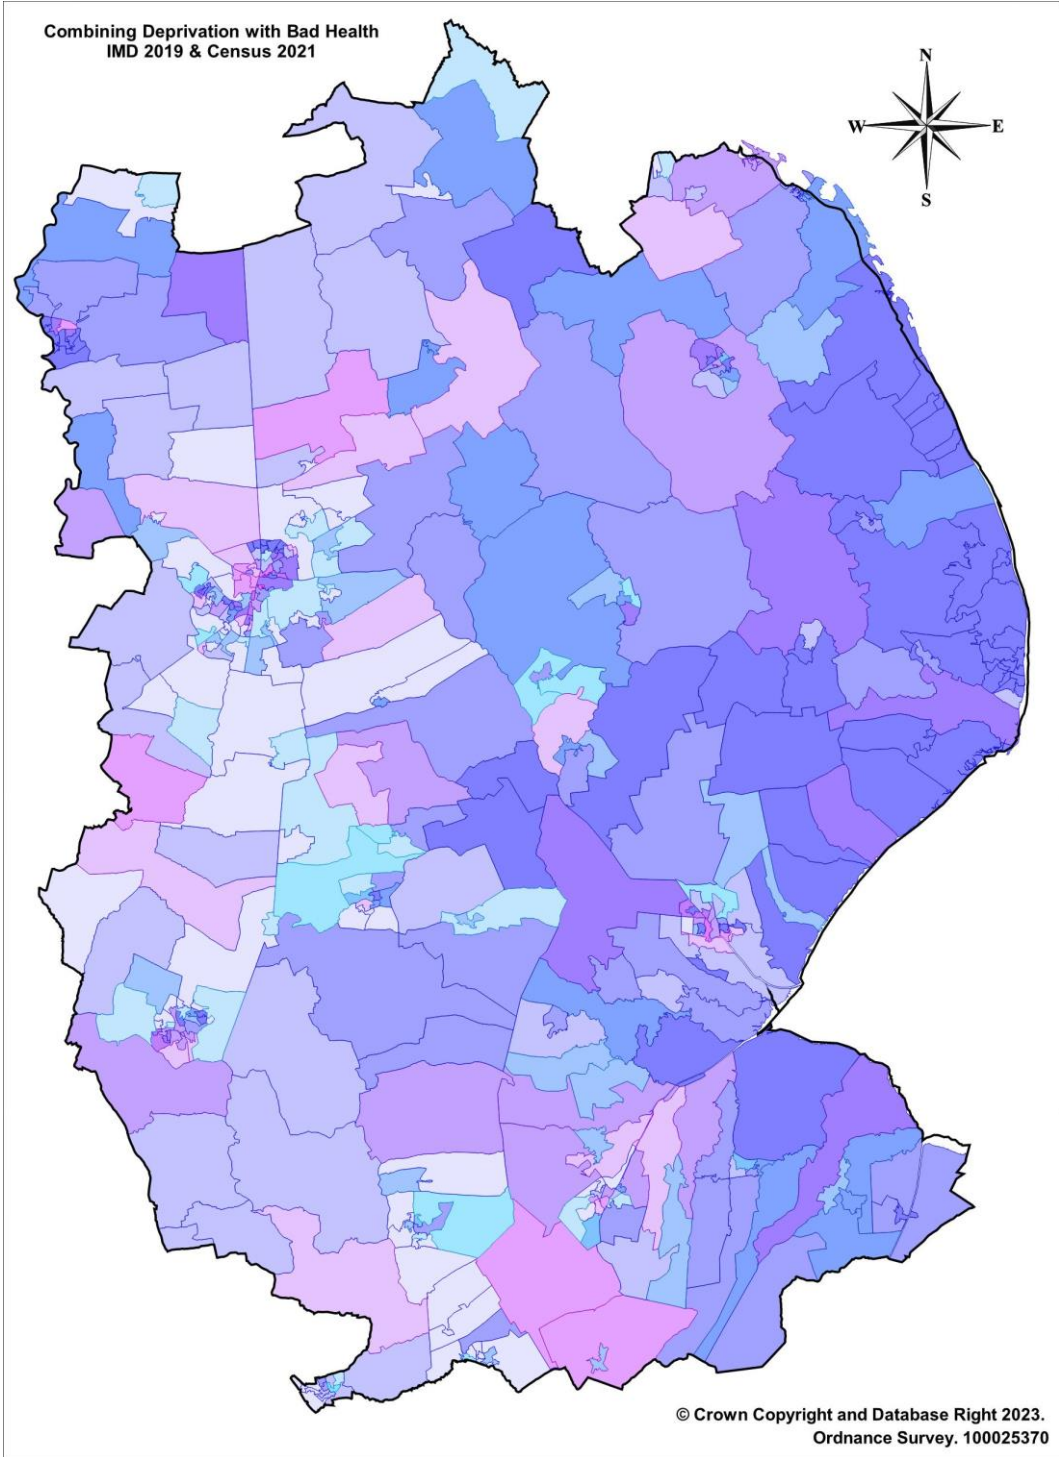 Combining Deprivation with Bad Health
IMD 2019 & Census 2021
N
W
E
S
© Crown Copyright and Database Right 2023.
Ordnance Survey. 100025370